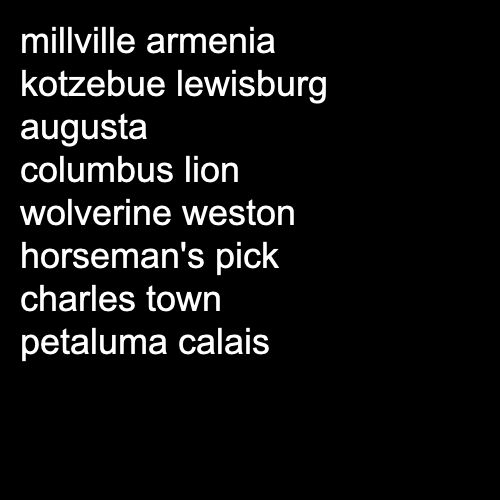 millville armenia
kotzebue lewisburg
augusta
columbus lion
wolverine weston
horseman's pick
charles town
petaluma calais